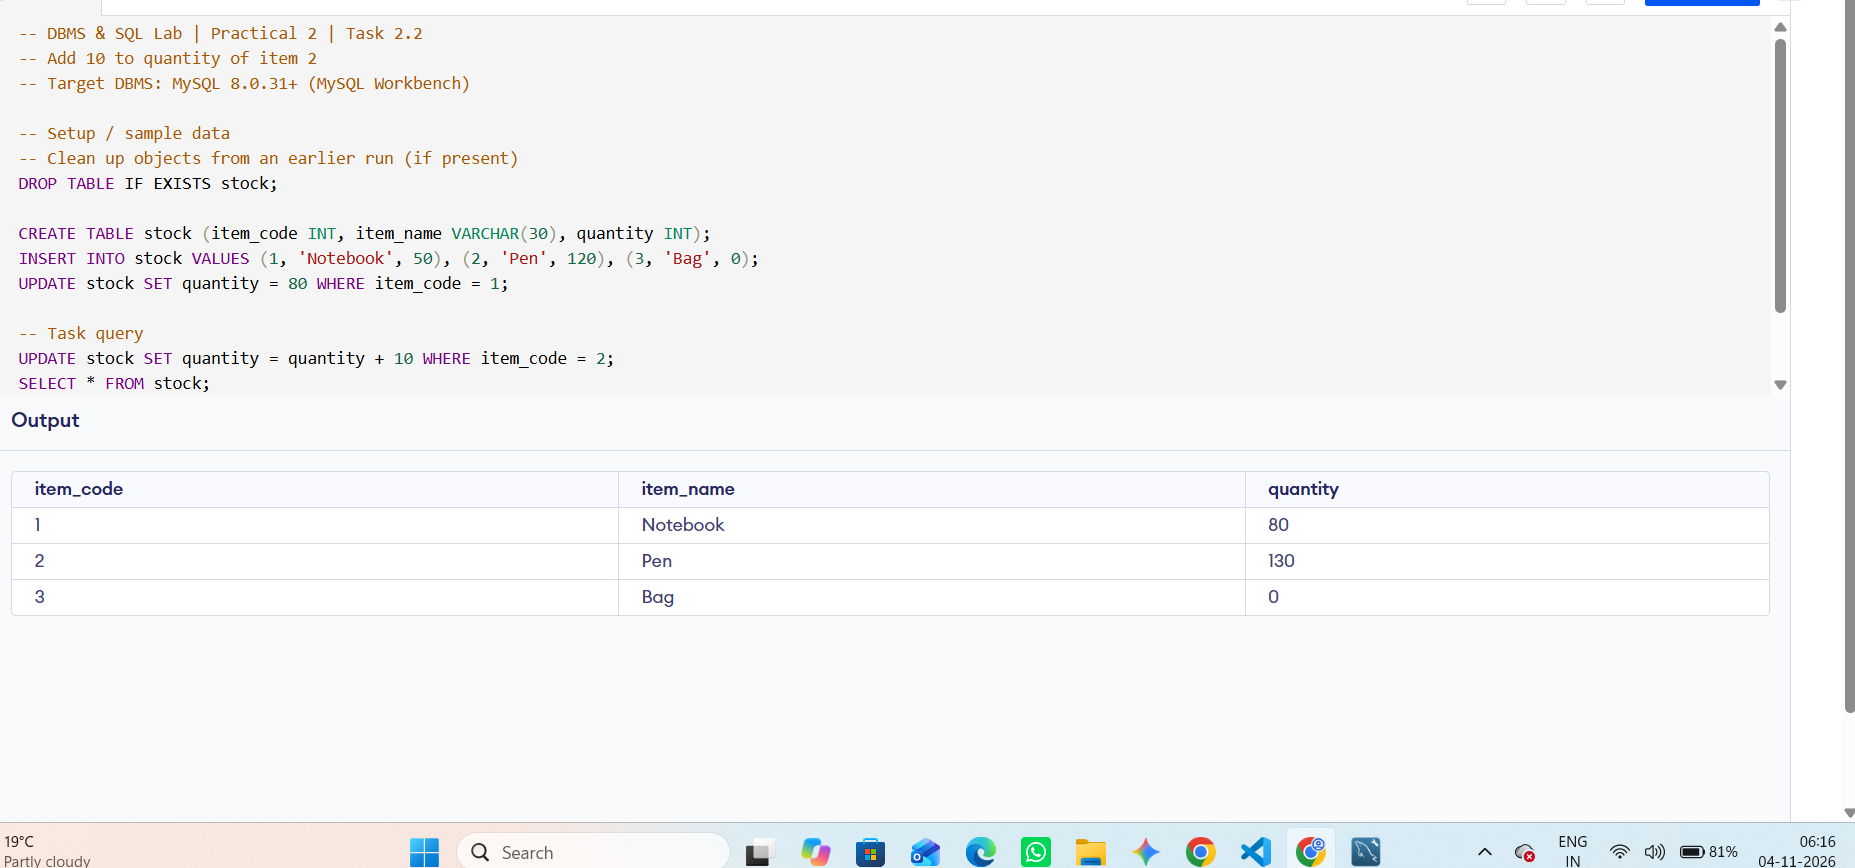 -- DBMS & SQL Lab | Practical 2 | Task 2.2
-- Add 10 to quantity of item 2
-- Target DBMS: MySQL 8.0.31+ (MySQL Workbench)
-- Setup / sample data
-- Clean up objects from an earlier run (if present)
DROP TABLE IF EXISTS stock;
CREATE TABLE stock (item_code INT, item_name VARCHAR(30), quantity INT);
INSERT INTO stock VALUES (1, 'Notebook', 50), (2, 'Pen', 120), (3, 'Bag', 0);
UPDATE stock SET quantity = 80 WHERE item_code = 1;
-- Task query
UPDATE stock SET quantity = quantity + 10 WHERE item_code = 2;
SELECT * FROM stock;
Output
item_code item_name quantity
1 Notebook 80
2 Pen 130
3 Bag 0
19°C
Partly cloudy
Search
ENG
IN
81%
06:16
04-11-2026